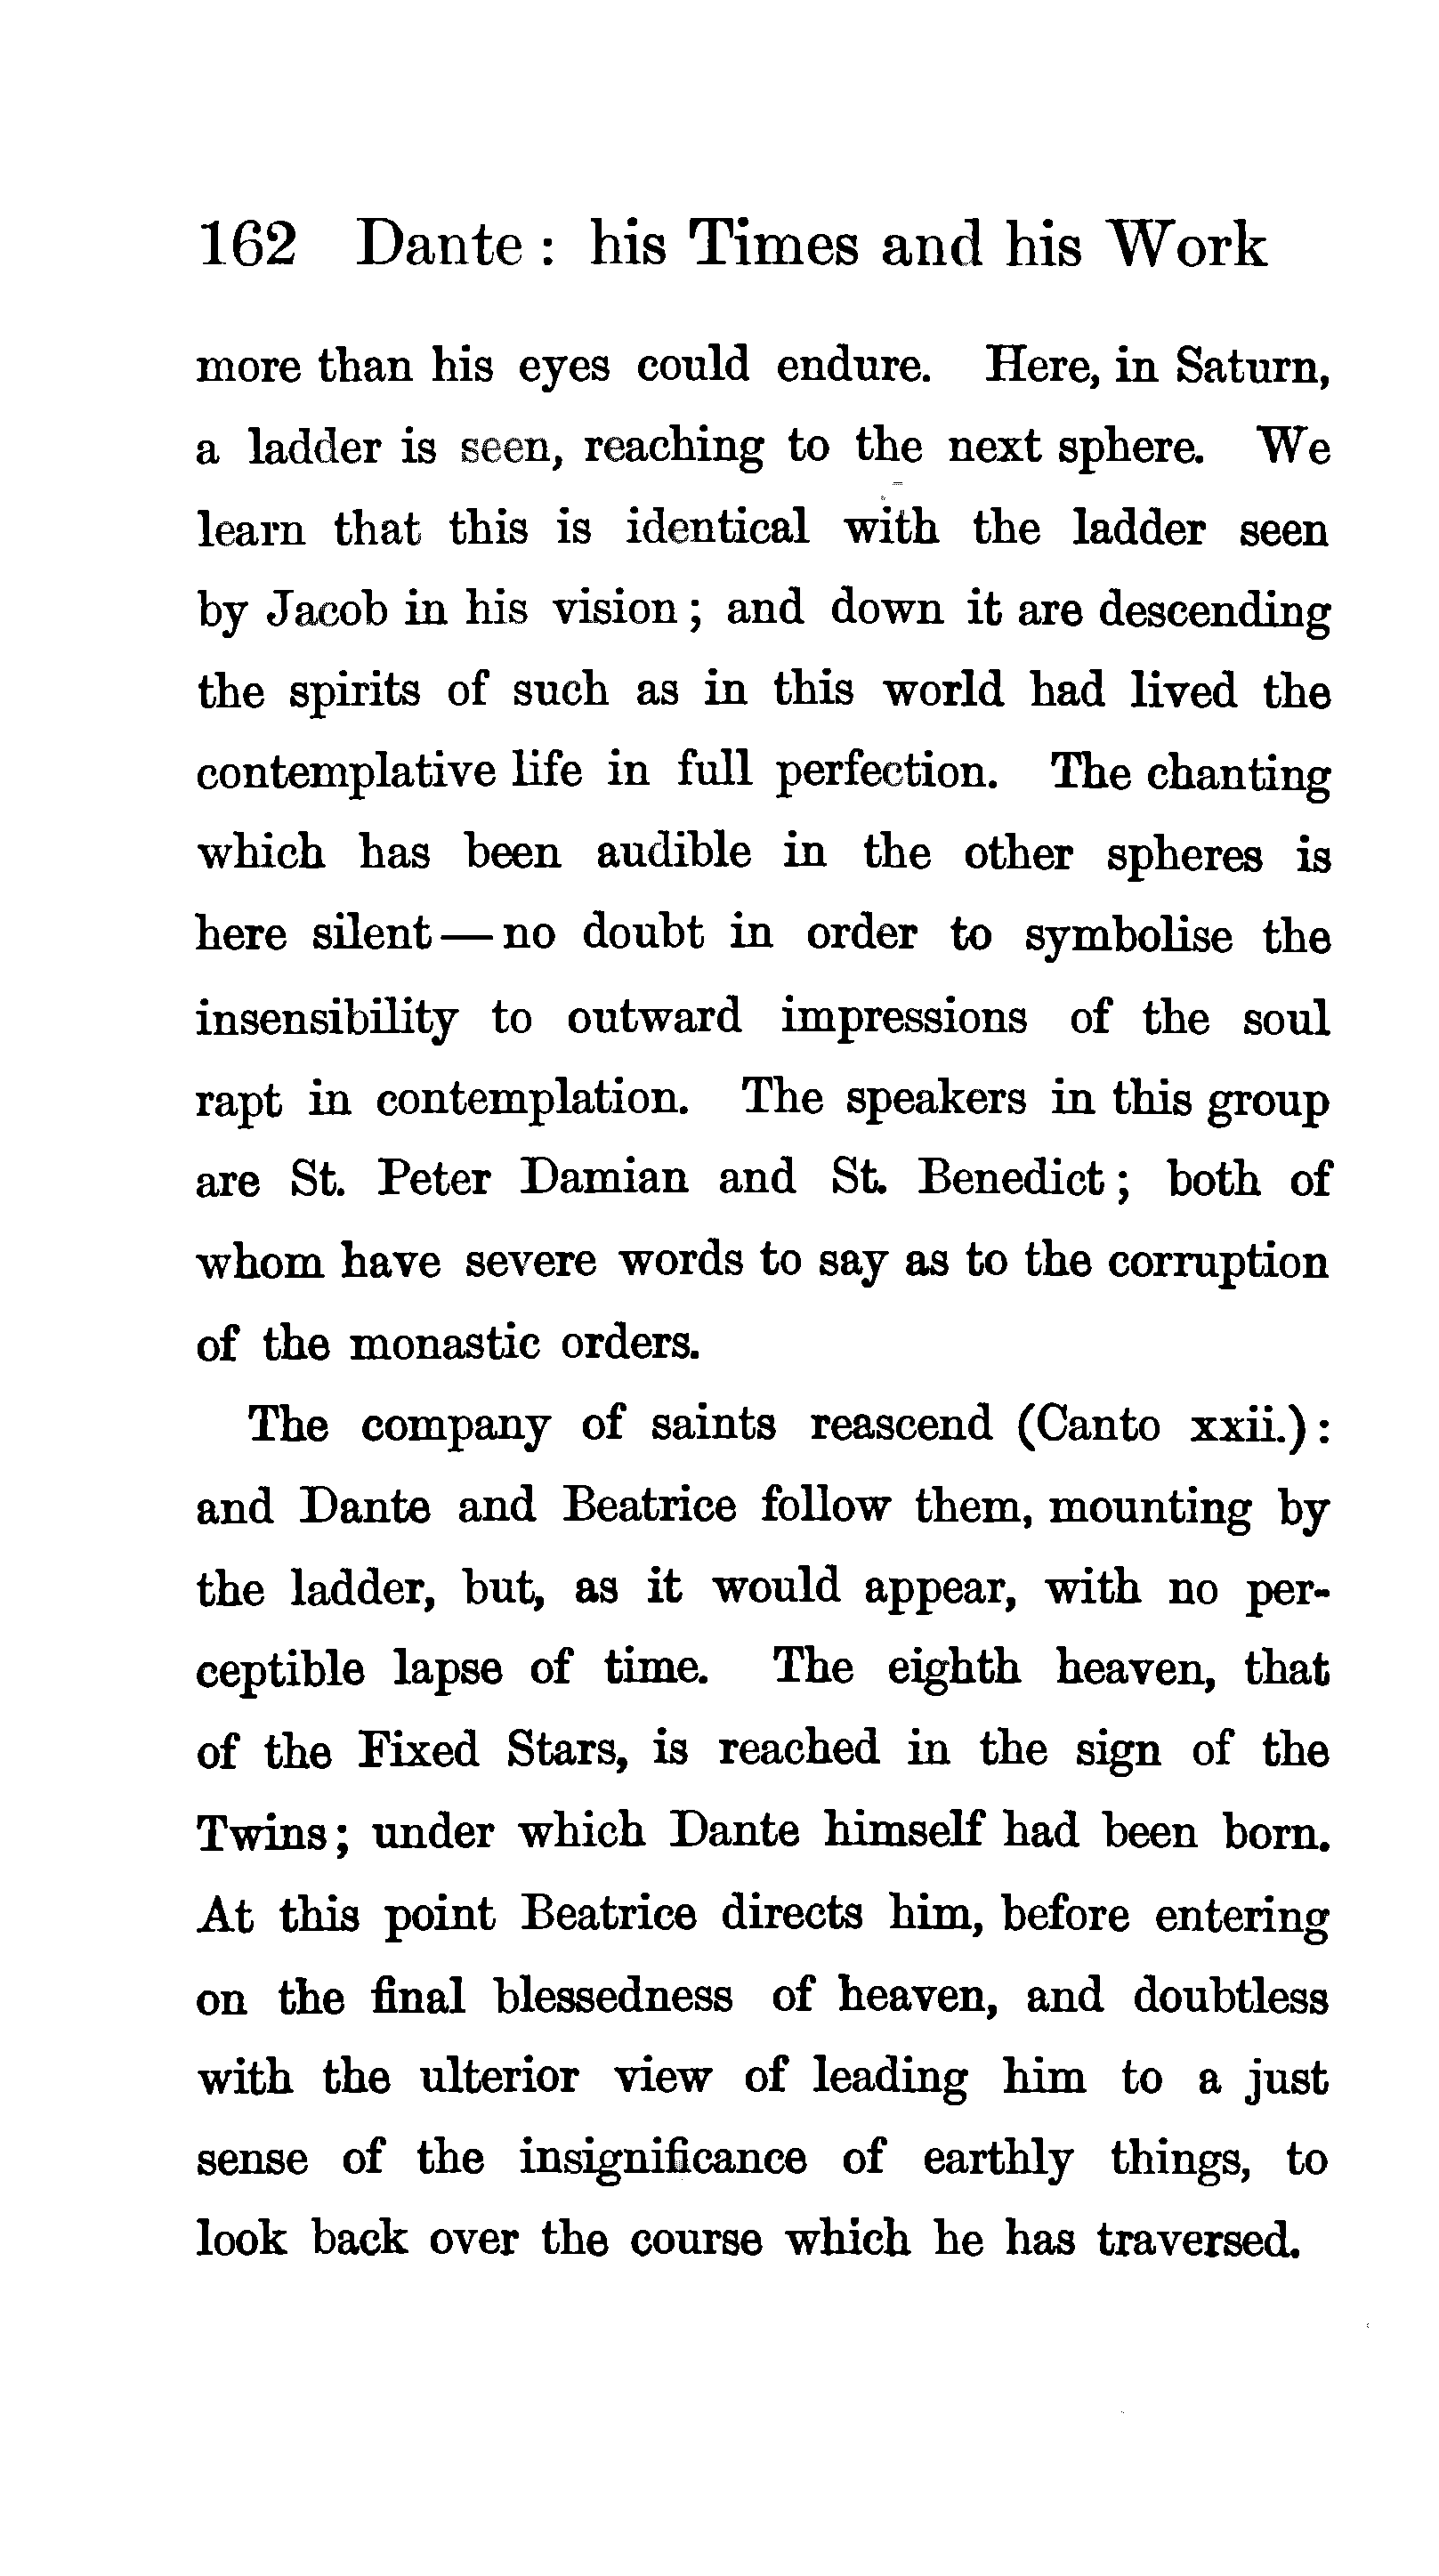 162 Dante : his Times and his Work
more than his eyes could endure. Here, in Saturn,
a ladder is seen, reaching to the next sphere. We
learn that this is identical with the ladder seen
by Jacob in his vision ; and down it are descending
the spirits of such as in this world had lived the
contemplative life in full perfection. The chanting
which has been audible in the other spheres is
here silent — no doubt in order to symbolise the
insensibility to outward impressions of the soul
rapt in contemplation. The speakers in this group
are St. Peter Damian and St. Benedict ; both of
whom have severe words to say as to the corruption
of the monastic orders.
The company of saints reascend (Canto xxii.) :
and Dante and Beatrice follow them, mounting by
the ladder, but, as it would appear, with no per-
ceptible lapse of time. The eighth heaven, that
of the Fixed Stars, is reached in the sign of the
Twins ; under which Dante himself had been born.
At this point Beatrice directs him, before entering
on the final blessedness of heaven, and doubtless
with the ulterior view of leading him to a just
sense of the insignificance of earthly things, to
look back over the course which he has traversed.